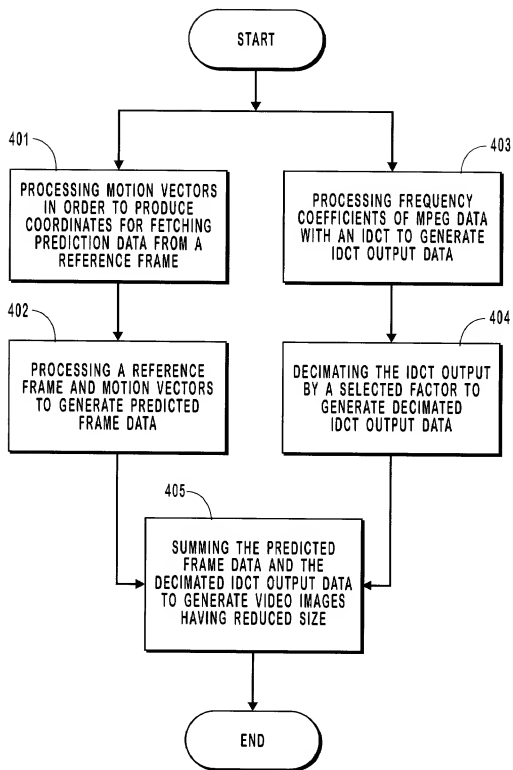 START
401
PROCESSING MOTION VECTORS
IN ORDER TO PRODUCE
COORDINATES FOR FETCHING
PREDICTION DATA FROM A
REFERENCE FRAME
403
PROCESSING FREQUENCY
COEFFICIENTS OF MPEG DATA
WITH AN IDCT TO GENERATE
IDCT OUTPUT DATA
402
PROCESSING A REFERENCE
FRAME AND MOTION VECTORS
TO GENERATE PREDICTED
FRAME DATA
404
DECIMATING THE IDCT OUTPUT
BY A SELECTED FACTOR TO
GENERATE DECIMATED
IDCT OUTPUT DATA
405
SUMMING THE PREDICTED
FRAME DATA AND THE
DECIMATED IDCT OUTPUT DATA
TO GENERATE VIDEO IMAGES
HAVING REDUCED SIZE
END